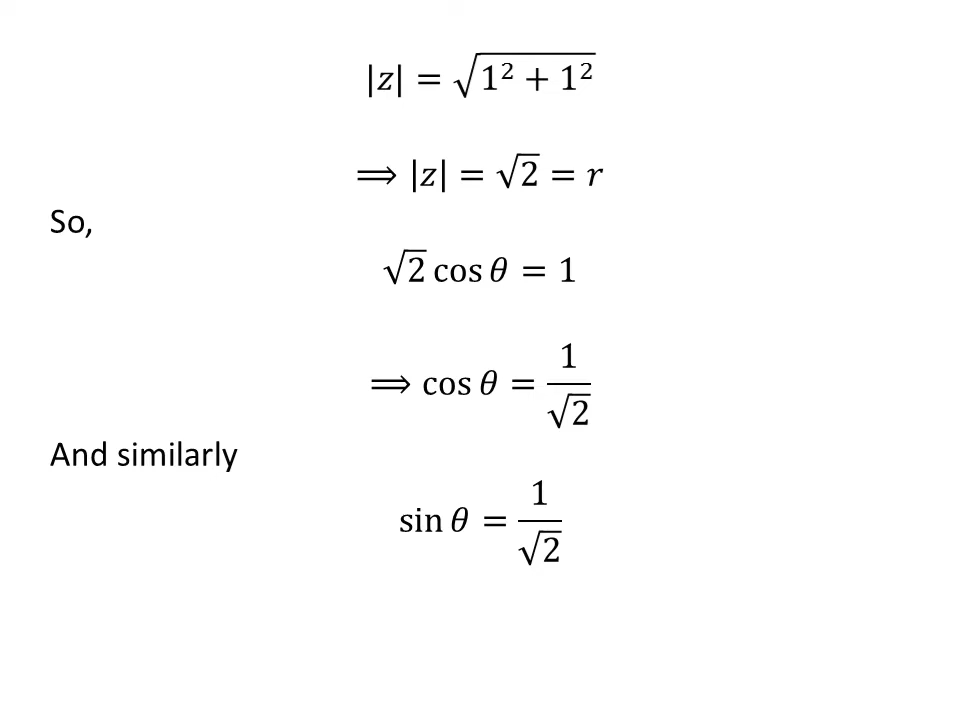 |z| = √(1² + 1²)
⟹ |z| = √2 = r
So,
√2 cos θ = 1
⟹ cos θ = 1/√2
And similarly
sin θ = 1/√2